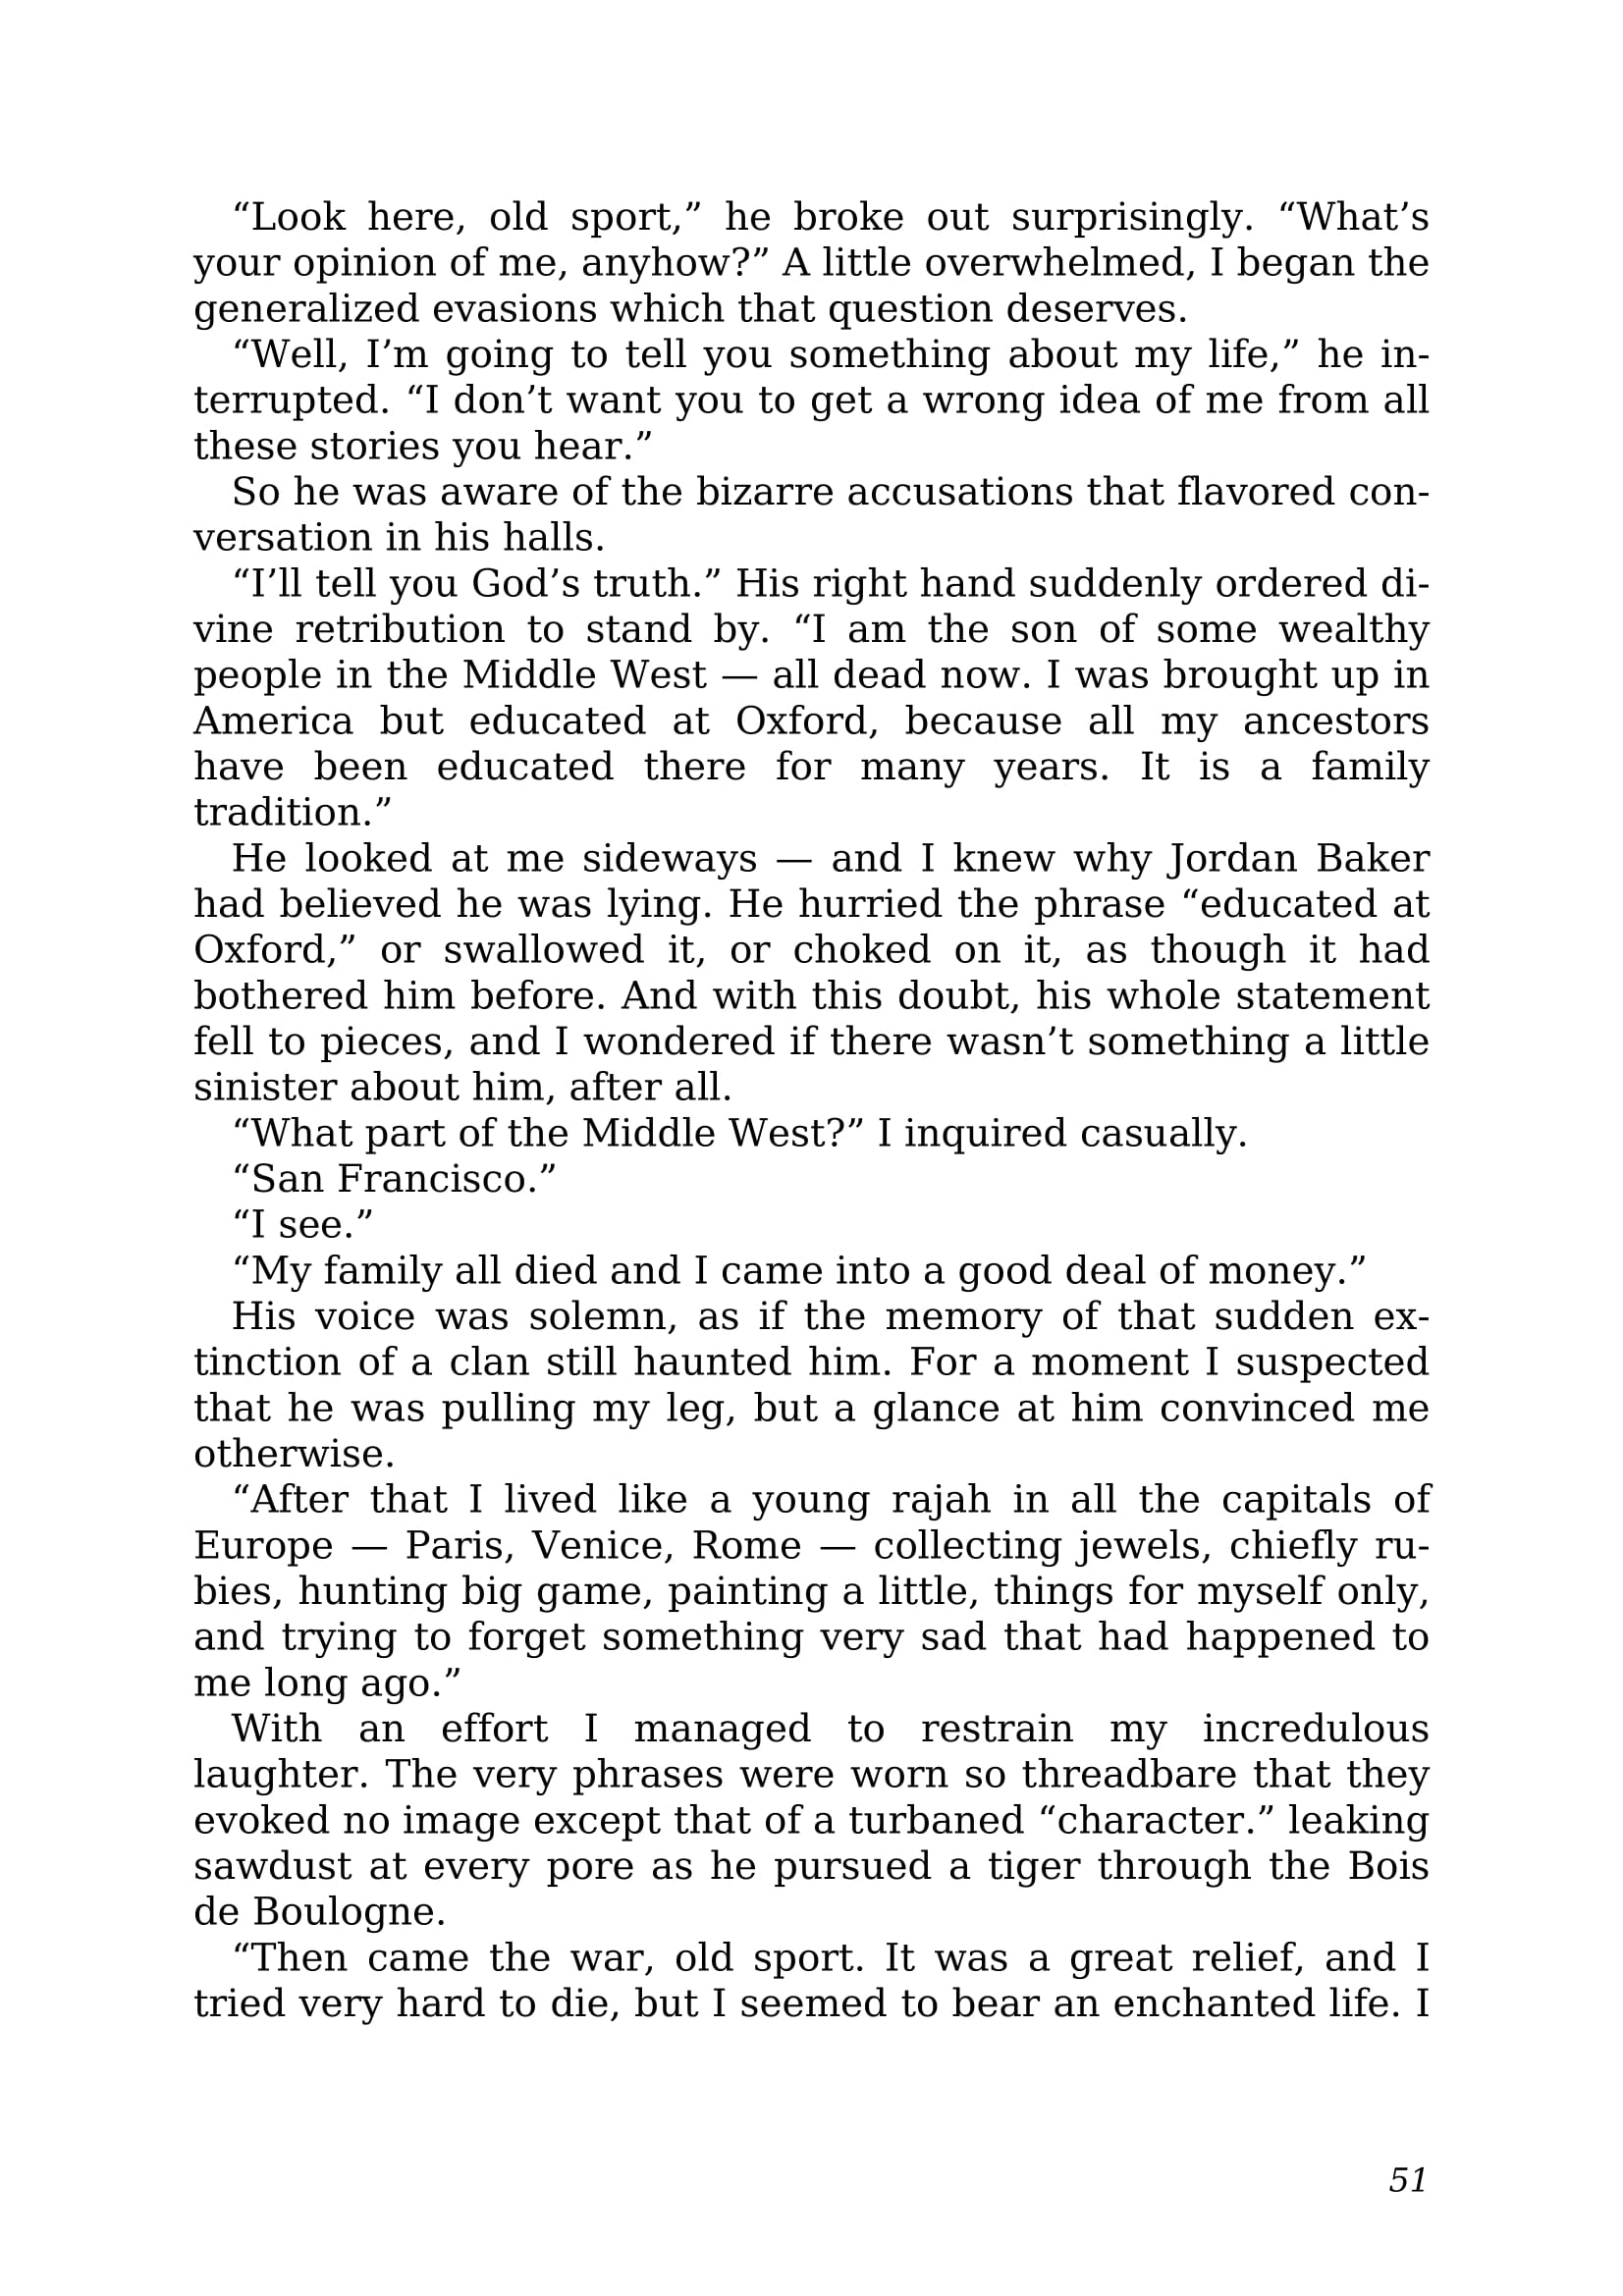 “Look here, old sport,” he broke out surprisingly. “What’s
your opinion of me, anyhow?” A little overwhelmed, I began the
generalized evasions which that question deserves.
“Well, I’m going to tell you something about my life,” he in-
terrupted. “I don’t want you to get a wrong idea of me from all
these stories you hear.”
So he was aware of the bizarre accusations that flavored con-
versation in his halls.
“I’ll tell you God’s truth.” His right hand suddenly ordered di-
vine retribution to stand by. “I am the son of some wealthy
people in the Middle West — all dead now. I was brought up in
America but educated at Oxford, because all my ancestors
have been educated there for many years. It is a family
tradition.”
He looked at me sideways — and I knew why Jordan Baker
had believed he was lying. He hurried the phrase “educated at
Oxford,” or swallowed it, or choked on it, as though it had
bothered him before. And with this doubt, his whole statement
fell to pieces, and I wondered if there wasn’t something a little
sinister about him, after all.
“What part of the Middle West?” I inquired casually.
“San Francisco.”
“I see.”
“My family all died and I came into a good deal of money.”
His voice was solemn, as if the memory of that sudden ex-
tinction of a clan still haunted him. For a moment I suspected
that he was pulling my leg, but a glance at him convinced me
otherwise.
“After that I lived like a young rajah in all the capitals of
Europe — Paris, Venice, Rome — collecting jewels, chiefly ru-
bies, hunting big game, painting a little, things for myself only,
and trying to forget something very sad that had happened to
me long ago.”
With an effort I managed to restrain my incredulous
laughter. The very phrases were worn so threadbare that they
evoked no image except that of a turbaned “character.” leaking
sawdust at every pore as he pursued a tiger through the Bois
de Boulogne.
“Then came the war, old sport. It was a great relief, and I
tried very hard to die, but I seemed to bear an enchanted life. I
51